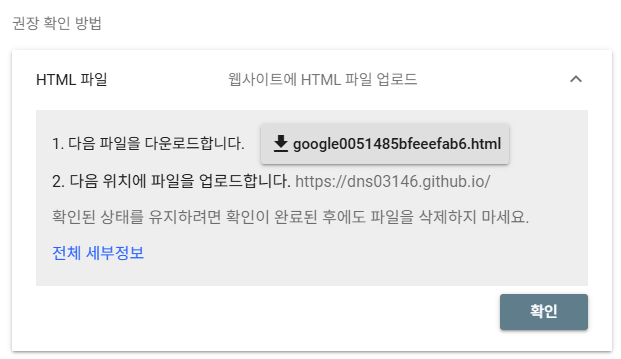 권장 확인 방법
HTML 파일 웹사이트에 HTML 파일 업로드
1. 다음 파일을 다운로드합니다. google0051485bfeeefab6.html
2. 다음 위치에 파일을 업로드합니다. https://dns03146.github.io/
확인된 상태를 유지하려면 확인이 완료된 후에도 파일을 삭제하지 마세요.
전체 세부정보
확인